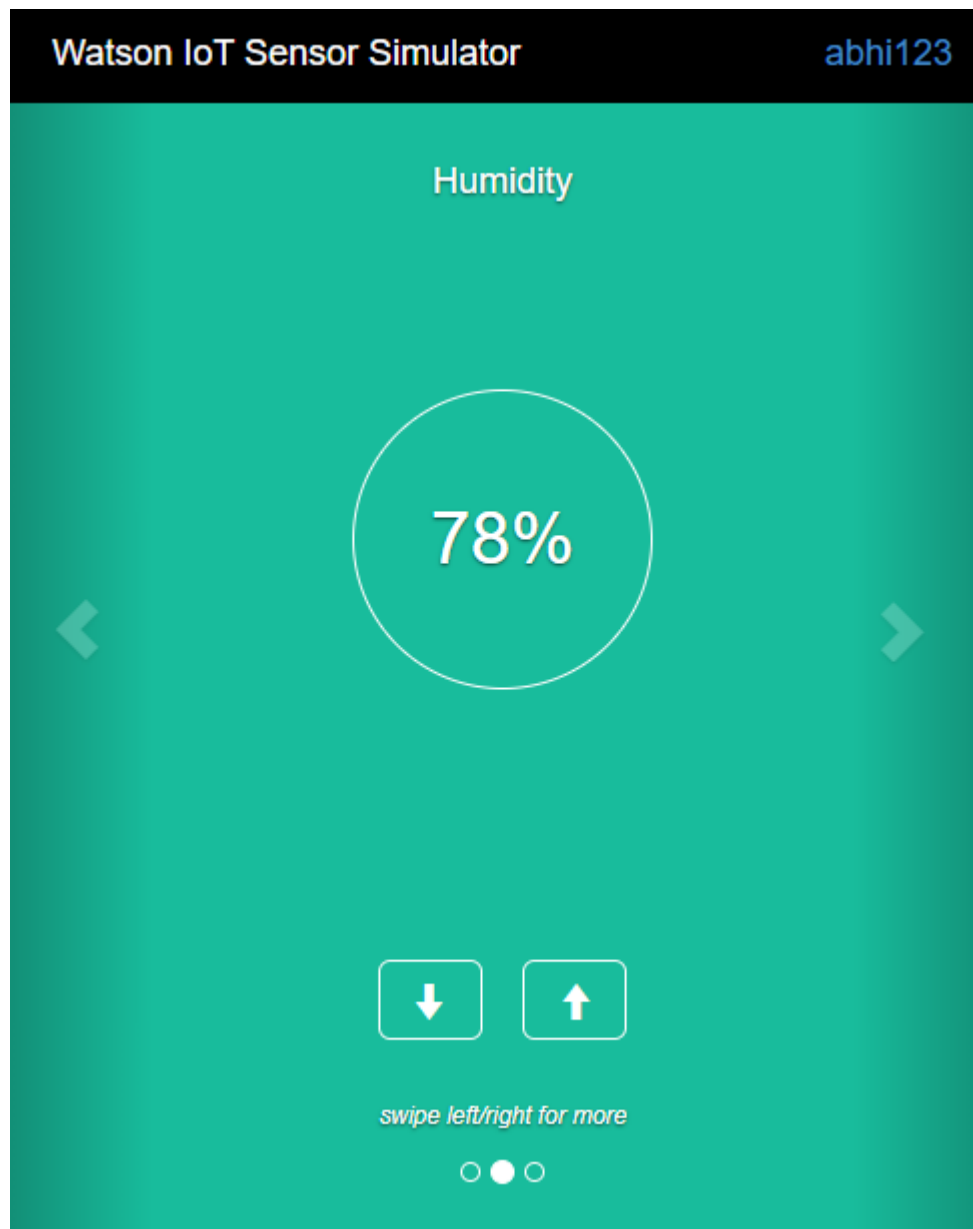 Watson IoT Sensor Simulator abhi123
Humidity
78%
swipe left/right for more